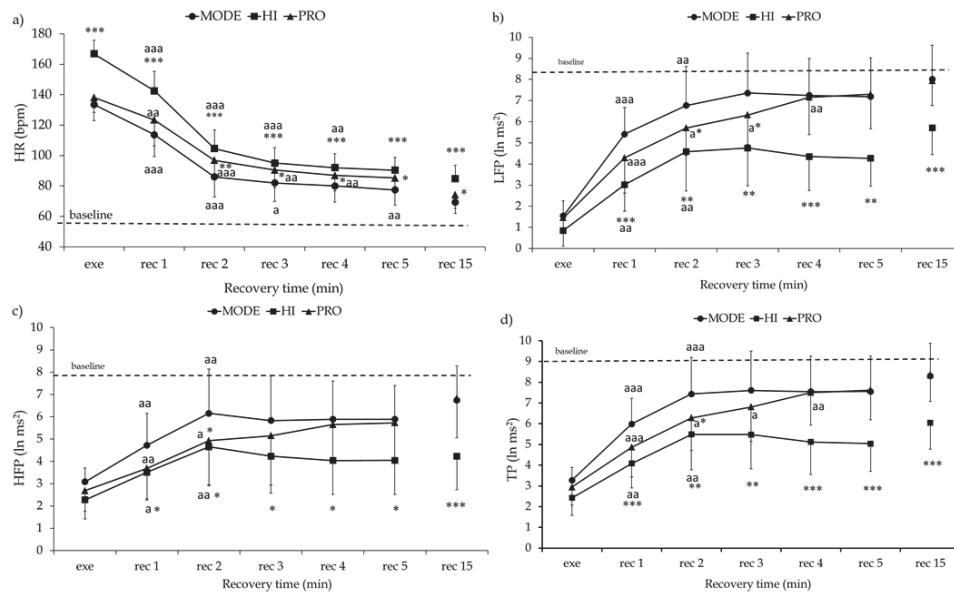 a)
MODE HI PRO
180
160
140
120
100
80
60
40
HR (bpm)
***
aaa
***
aa
aaa
aaa
***
**
aaa
aaa
aaa
***
*aa
a
aa
***
*aa
***
*
aa
***
*
baseline
exe rec 1 rec 2 rec 3 rec 4 rec 5 rec 15
Recovery time (min)
b)
MODE HI PRO
10
9
8
7
6
5
4
3
2
1
0
LFP (ln ms²)
baseline
aaa
aaa
***
aa
aa
a*
**
aa
a*
**
aa
***
**
***
exe rec 1 rec 2 rec 3 rec 4 rec 5 rec 15
Recovery time (min)
c)
MODE HI PRO
10
9
8
7
6
5
4
3
2
1
0
HFP (ln ms²)
baseline
aa
aa
a *
aa
a *
aa *
*
*
*
***
exe rec 1 rec 2 rec 3 rec 4 rec 5 rec 15
Recovery time (min)
d)
MODE HI PRO
10
9
8
7
6
5
4
3
2
1
0
TP (ln ms²)
baseline
aaa
aaa
aa
***
aaa
a*
aa
**
a
**
aa
***
***
***
exe rec 1 rec 2 rec 3 rec 4 rec 5 rec 15
Recovery time (min)